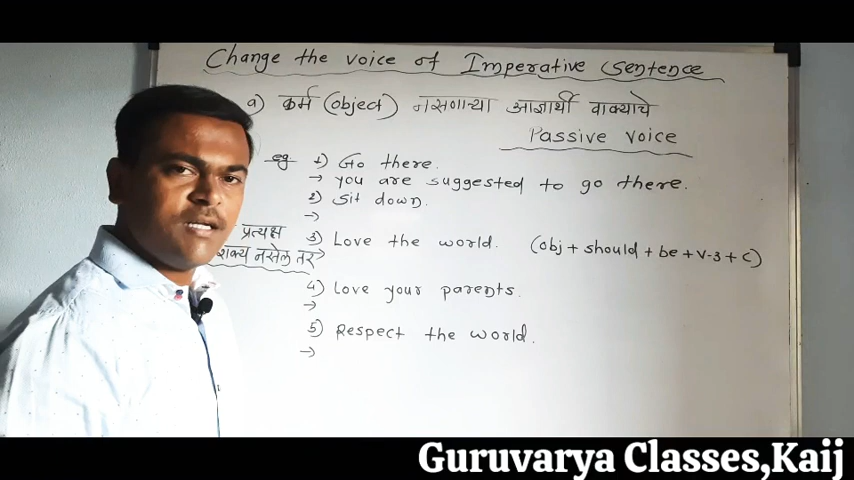 Change the voice of Imperative Sentence
a) कर्म (object) नसणाऱ्या आज्ञार्थी वाक्याचे
Passive voice
eg. 1) Go there.
→ you are suggested to go there.
2) Sit down.
→
प्रत्यक्ष
शक्य नसेल तर
3) Love the world. (obj + should + be + v-3 + c)
→
4) Love your parents.
→
5) Respect the world.
→
Guruvarya Classes,Kaij